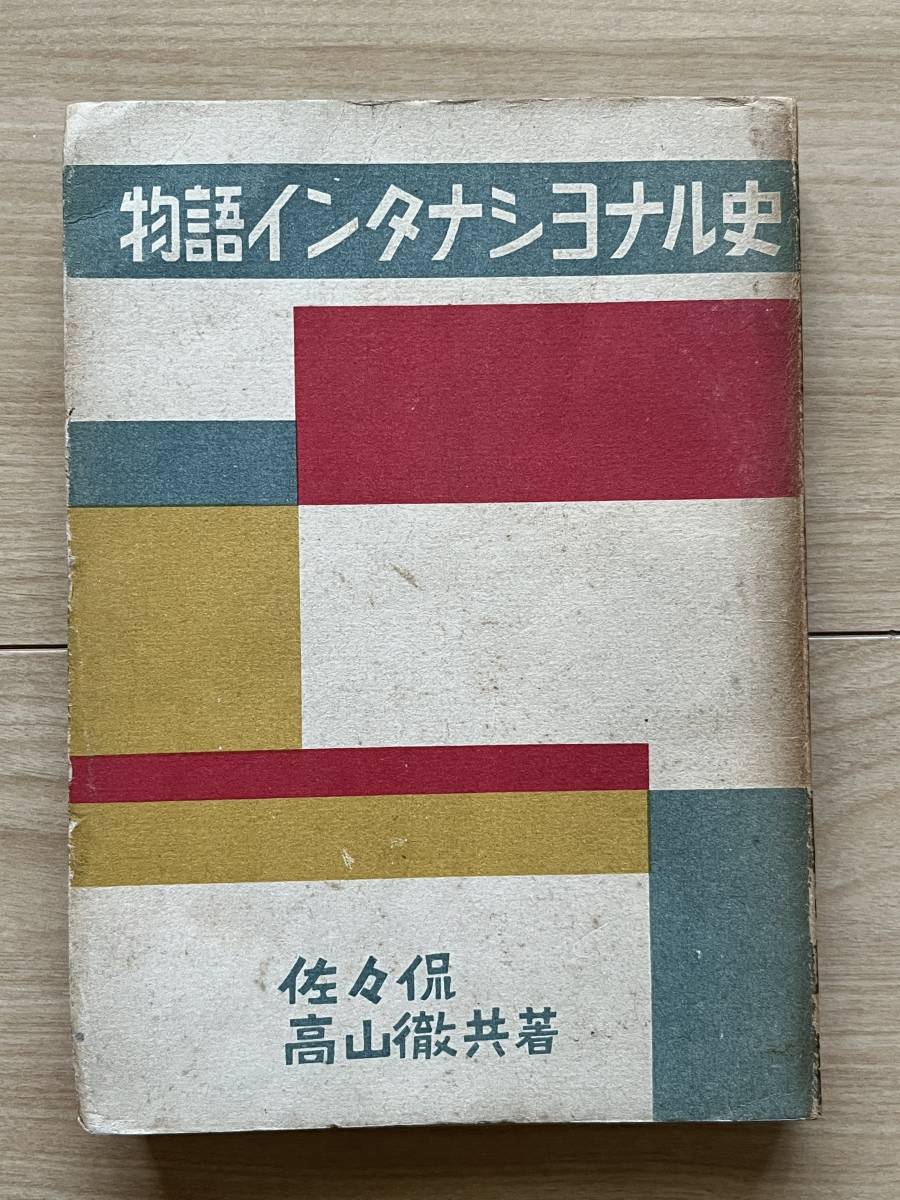 物語インタナシヨナル史
佐々侃
高山徹共著